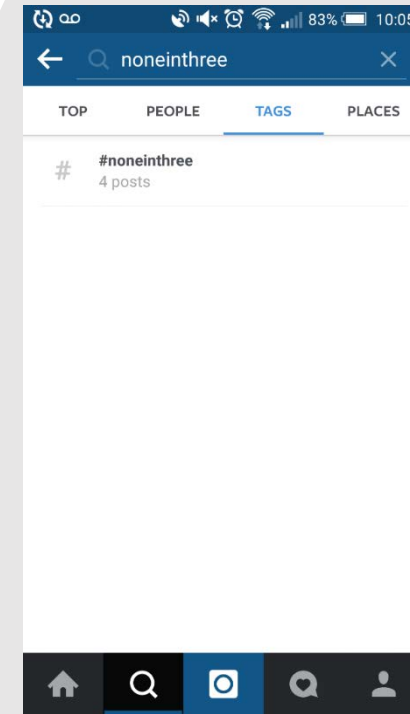 83% 10:05
noneinthree
TOP PEOPLE TAGS PLACES
#noneinthree
4 posts